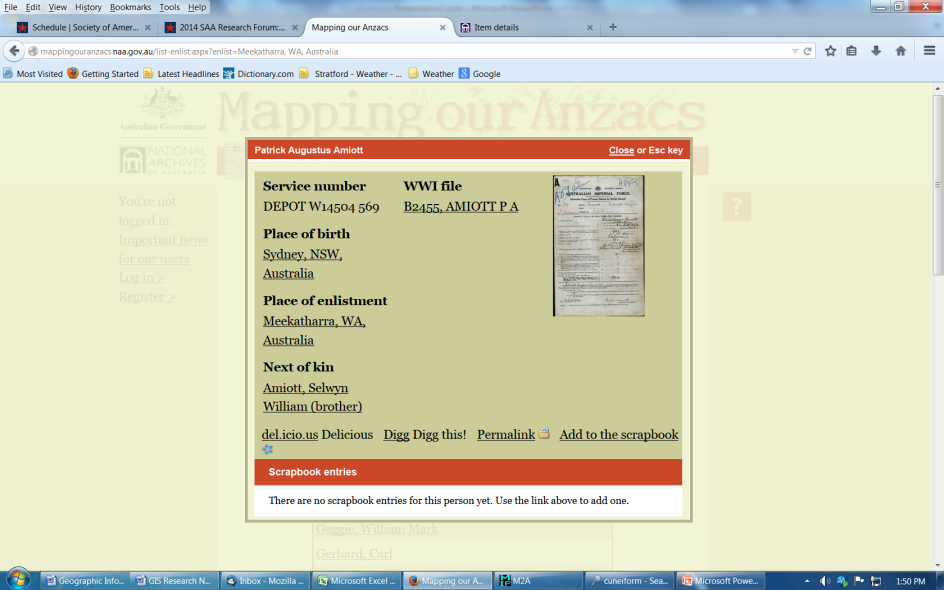 File Edit View History Bookmarks Tools Help
Schedule | Society of Amer...
2014 SAA Research Forum:...
Mapping our Anzacs
Item details
mappingouranzacs.naa.gov.au/list-enlist.aspx?enlist=Meekatharra, WA, Australia
Most Visited Getting Started Latest Headlines Dictionary.com Stratford - Weather - ... Weather Google
Mapping our Anzacs
Australian Government
NATIONAL
ARCHIVES
OF AUSTRALIA
You're not
logged in.
Important news
for our users
Log in >
Register >
?
Patrick Augustus Amiott
Close or Esc key
Service number
DEPOT W14504 569
WWI file
B2455, AMIOTT P A
Place of birth
Sydney, NSW,
Australia
Place of enlistment
Meekatharra, WA,
Australia
Next of kin
Amiott, Selwyn
William (brother)
AUSTRALIAN IMPERIAL FORCE.
del.icio.us Delicious Digg Digg this! Permalink Add to the scrapbook
Scrapbook entries
There are no scrapbook entries for this person yet. Use the link above to add one.
Geggie, William Mark
Gerhard, Carl
Geographic Info...
GIS Research N...
Inbox - Mozilla ...
Microsoft Excel ...
Mapping our A...
M2A
cuneiform - Sea...
Microsoft Powe...
1:50 PM